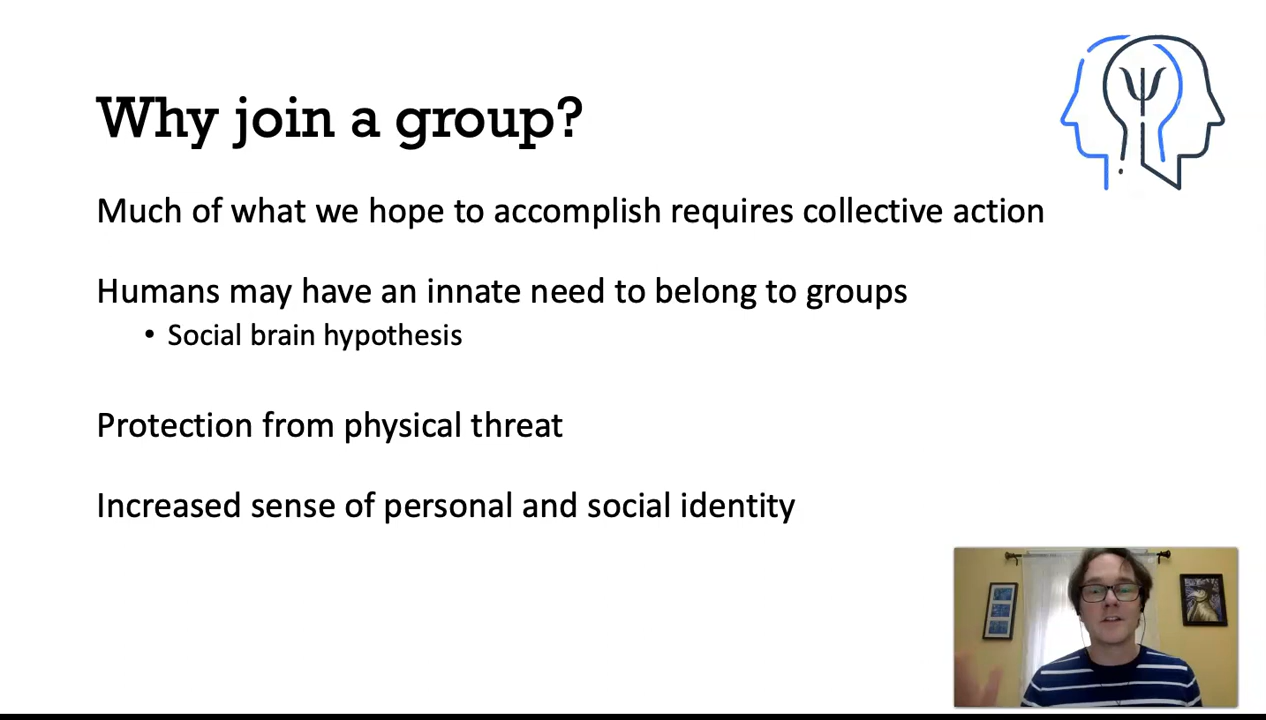 Why join a group?
Much of what we hope to accomplish requires collective action
Humans may have an innate need to belong to groups
• Social brain hypothesis
Protection from physical threat
Increased sense of personal and social identity